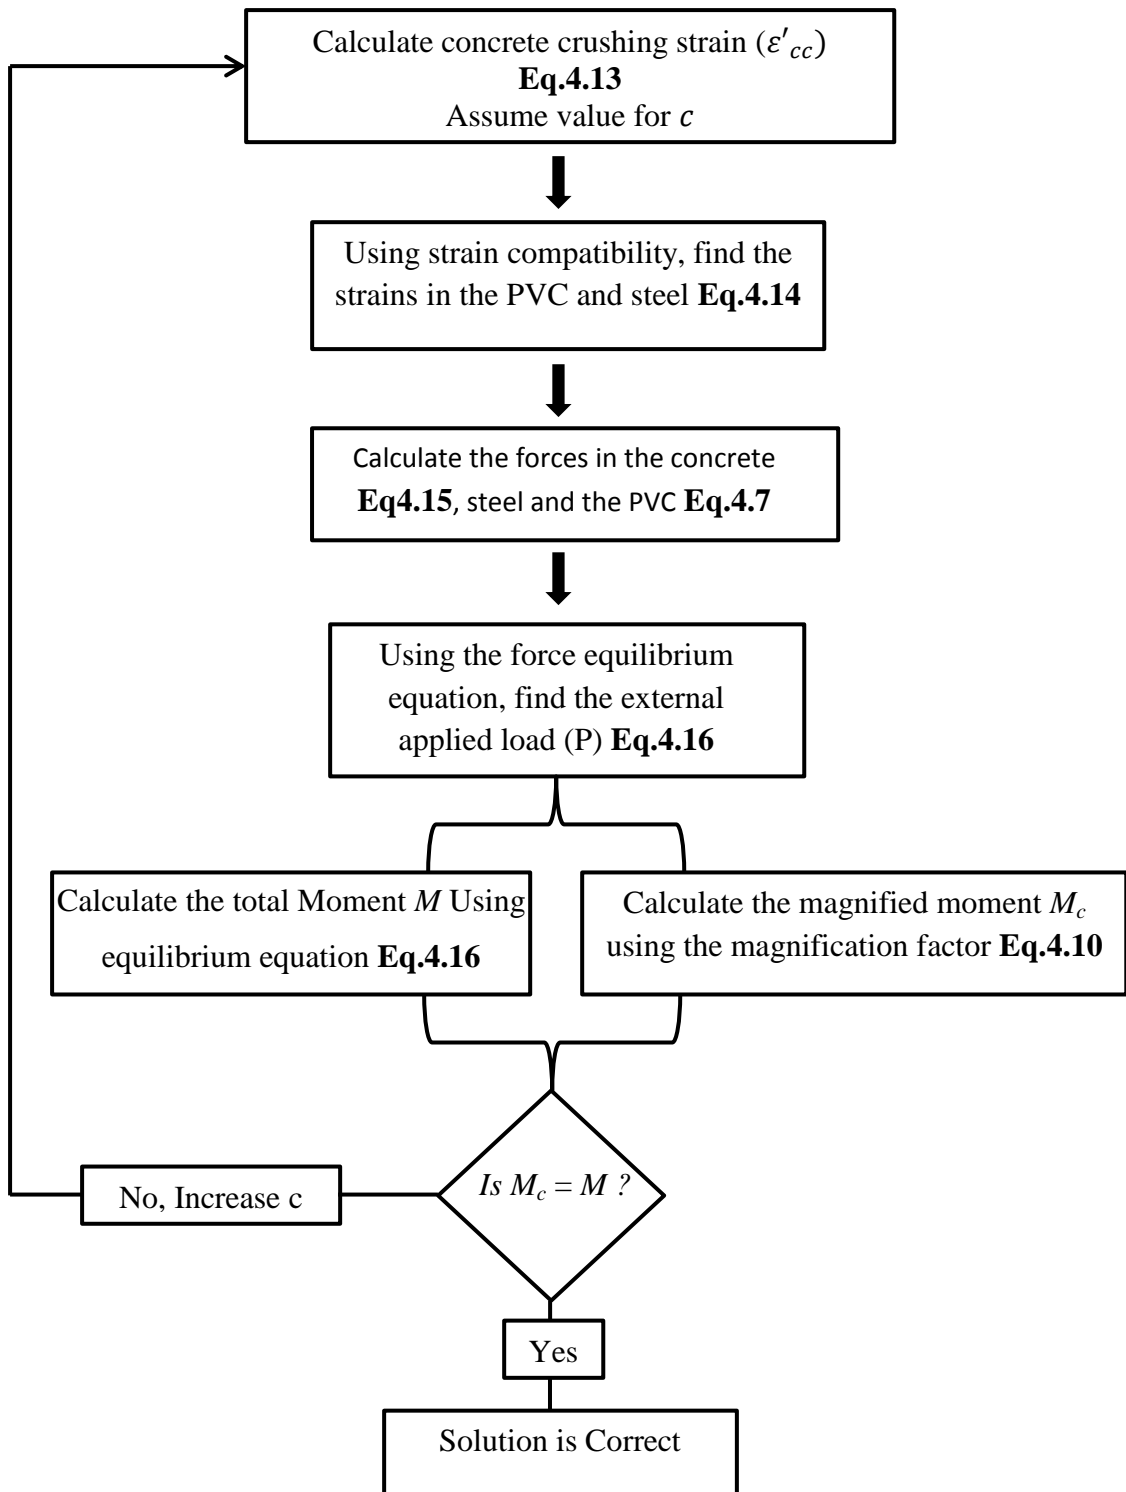 Calculate concrete crushing strain (ε′cc)
Eq.4.13
Assume value for c
Using strain compatibility, find the
strains in the PVC and steel Eq.4.14
Calculate the forces in the concrete
Eq4.15, steel and the PVC Eq.4.7
Using the force equilibrium
equation, find the external
applied load (P) Eq.4.16
Calculate the total Moment M Using
equilibrium equation Eq.4.16
Calculate the magnified moment Mc
using the magnification factor Eq.4.10
Is Mc = M ?
No, Increase c
Yes
Solution is Correct